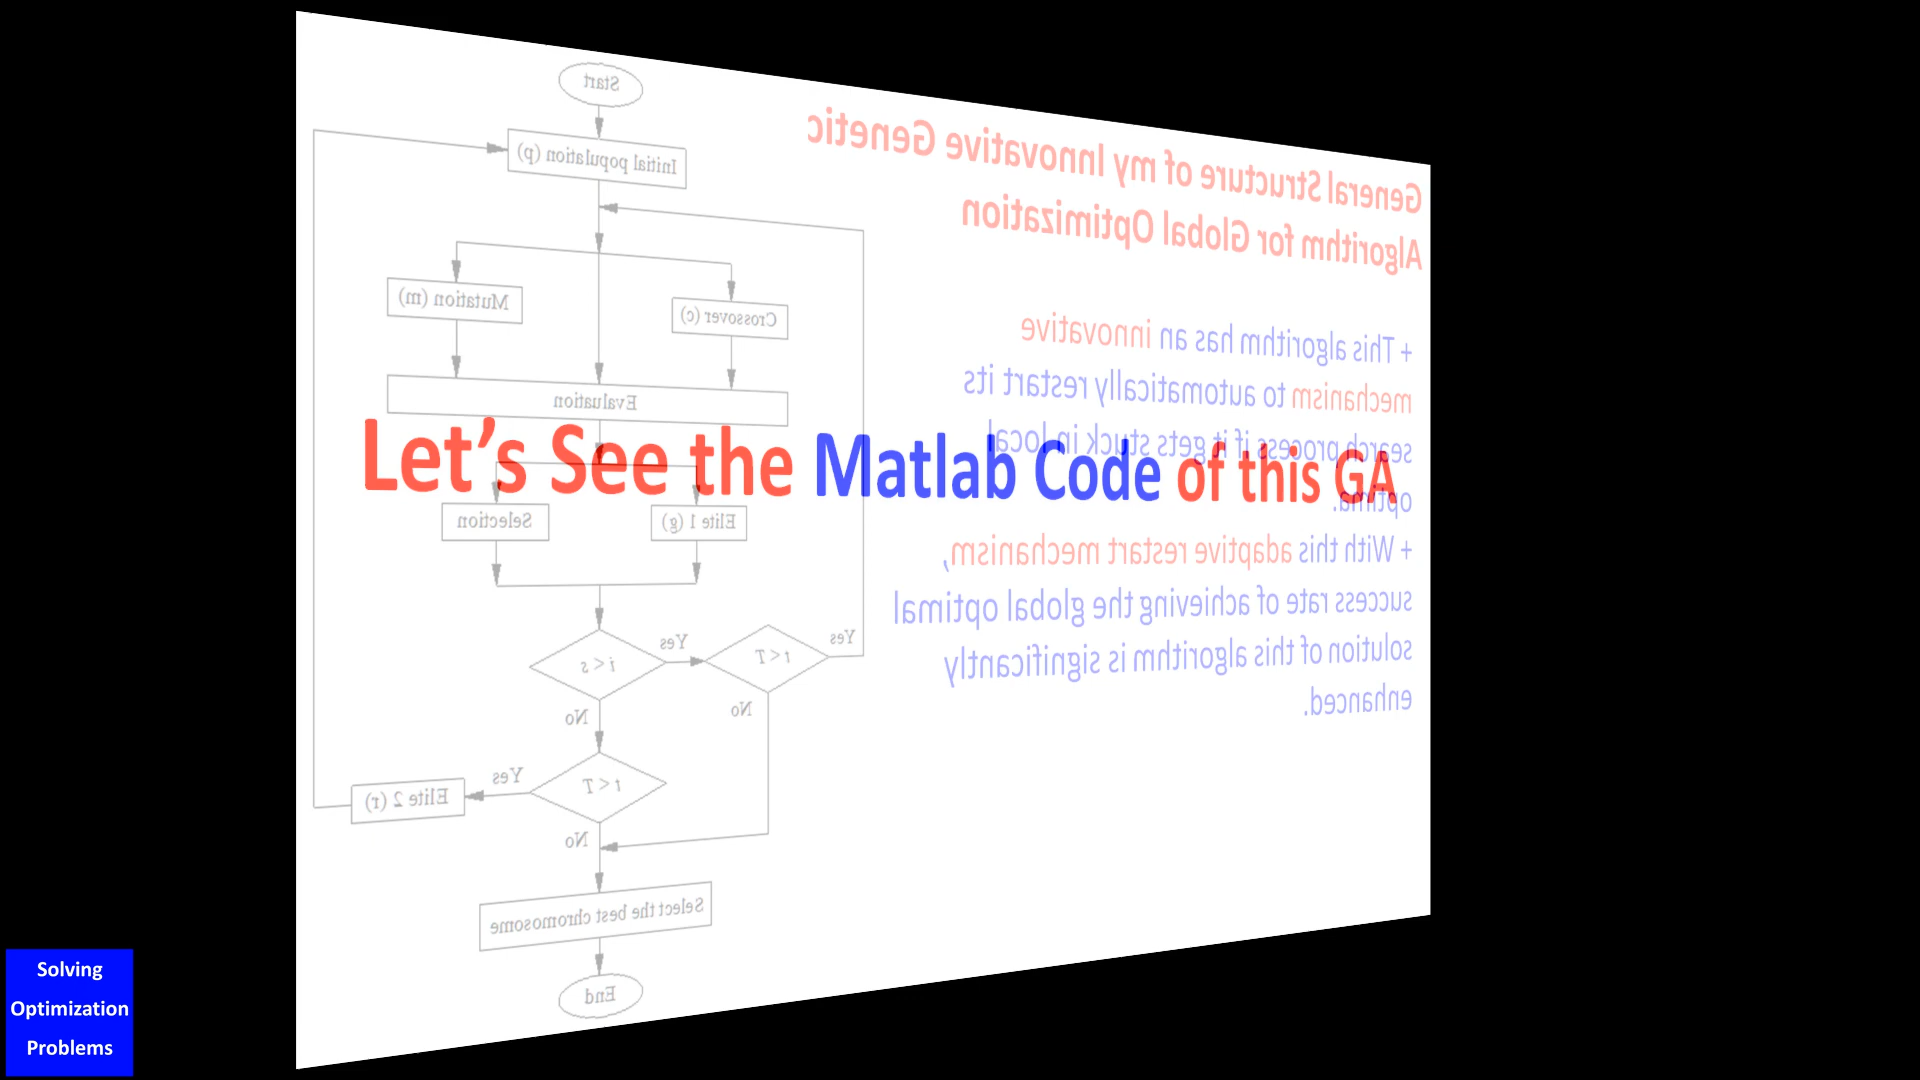 Start
Initial population (p)
Mutation (m)
Crossover (c)
Evaluation
Selection
Elite 1 (g)
i < s
Yes
t < T
Yes
No
No
t < T
Yes
Elite 2 (r)
No
Select the best chromosome
End
General Structure of my Innovative Genetic
Algorithm for Global Optimization
+ This algorithm has an innovative
mechanism to automatically restart its
search process if it gets stuck in local
optima.
+ With this adaptive restart mechanism,
success rate of achieving the global optimal
solution of this algorithm is significantly
enhanced.
Let's See the Matlab Code of this GA
Solving
Optimization
Problems